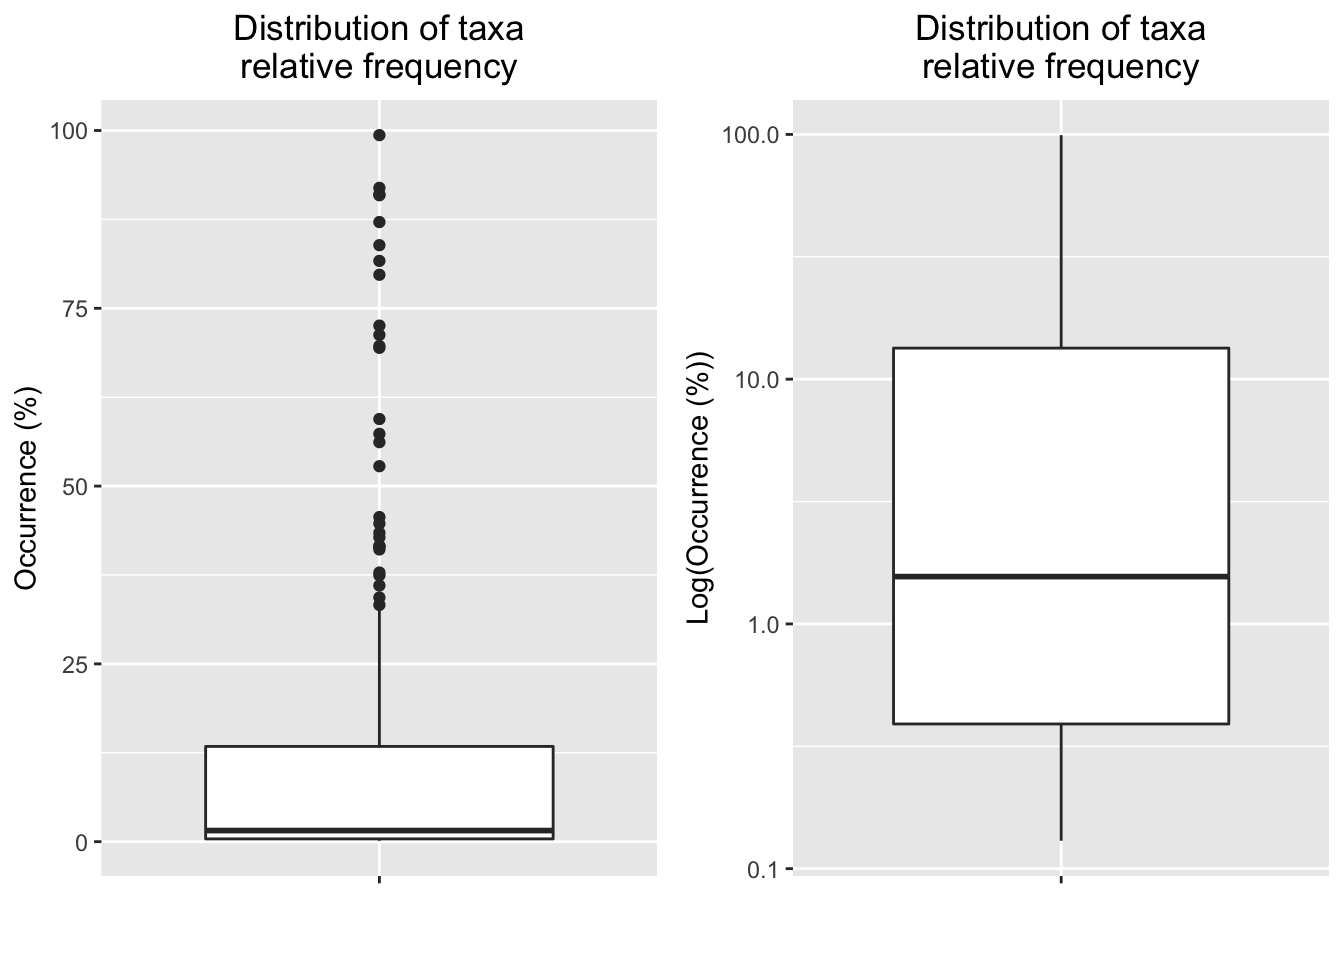 Distribution of taxa
relative frequency
100
75
50
25
0
Occurrence (%)
Distribution of taxa
relative frequency
100.0
10.0
1.0
0.1
Log(Occurrence (%))